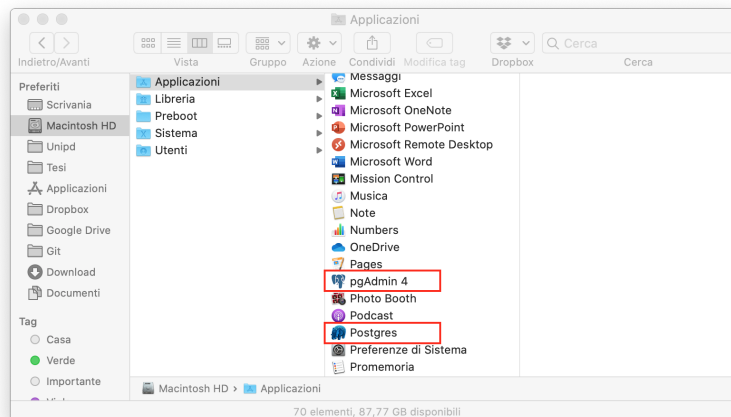 Applicazioni
Cerca
Indietro/Avanti Vista Gruppo Azione Condividi Modifica tag Dropbox Cerca
Preferiti
Scrivania
Macintosh HD
Unipd
Tesi
Applicazioni
Dropbox
Google Drive
Git
Download
Documenti
Tag
Casa
Verde
Importante
Applicazioni
Libreria
Preboot
Sistema
Utenti
Messaggi
Microsoft Excel
Microsoft OneNote
Microsoft PowerPoint
Microsoft Remote Desktop
Microsoft Word
Mission Control
Musica
Note
Numbers
OneDrive
Pages
pgAdmin 4
Photo Booth
Podcast
Postgres
Preferenze di Sistema
Promemoria
Macintosh HD › Applicazioni
70 elementi, 87,77 GB disponibili